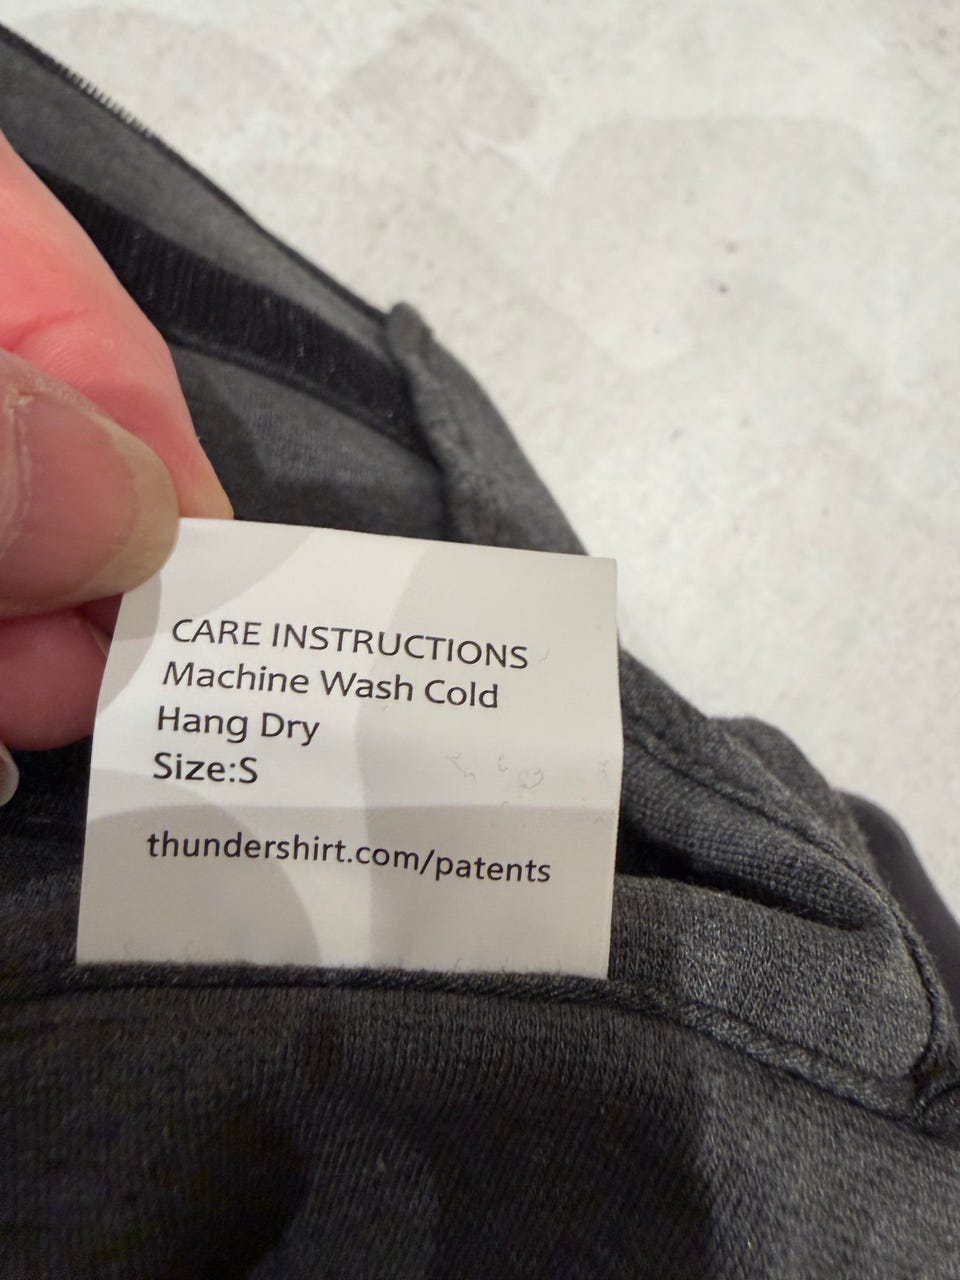 CARE INSTRUCTIONS
Machine Wash Cold
Hang Dry
Size:S
thundershirt.com/patents